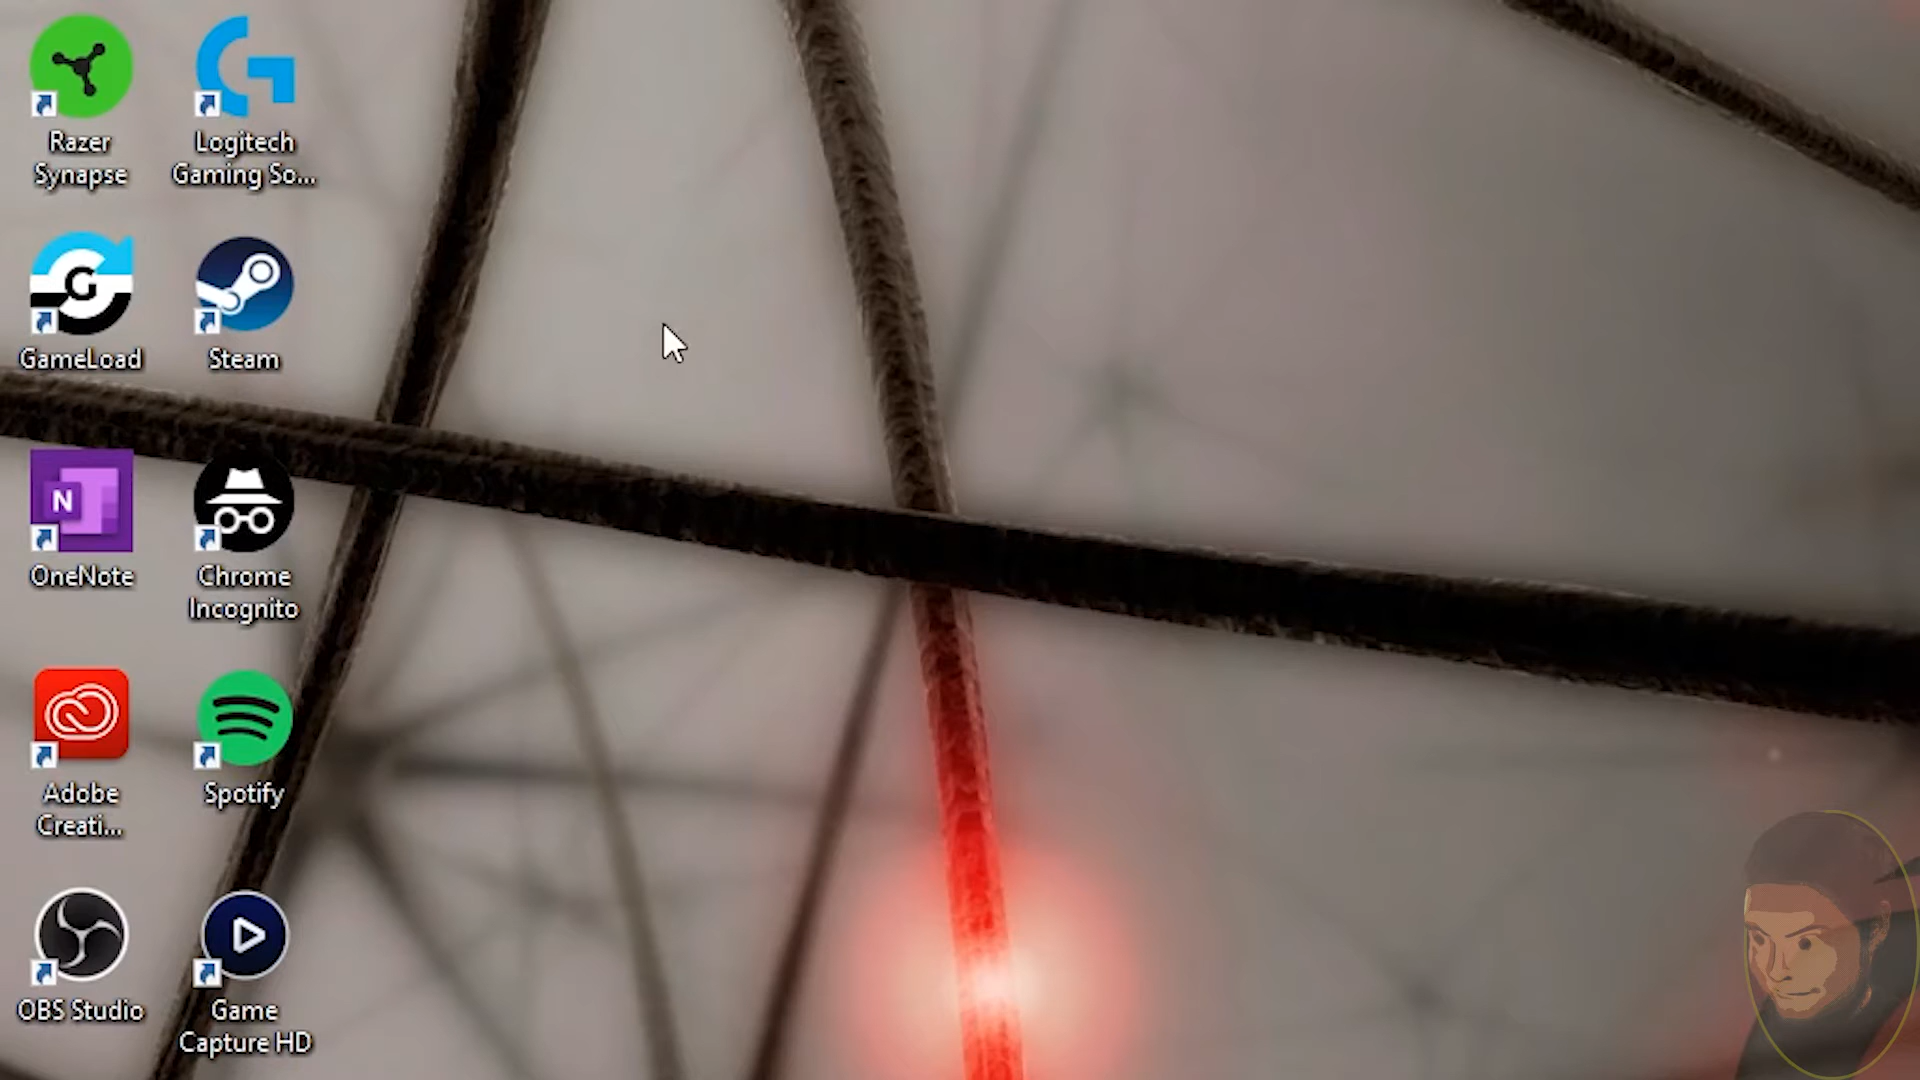 Razer
Synapse
Logitech
Gaming So...
GameLoad
Steam
OneNote
Chrome
Incognito
Adobe
Creati...
Spotify
OBS Studio
Game
Capture HD